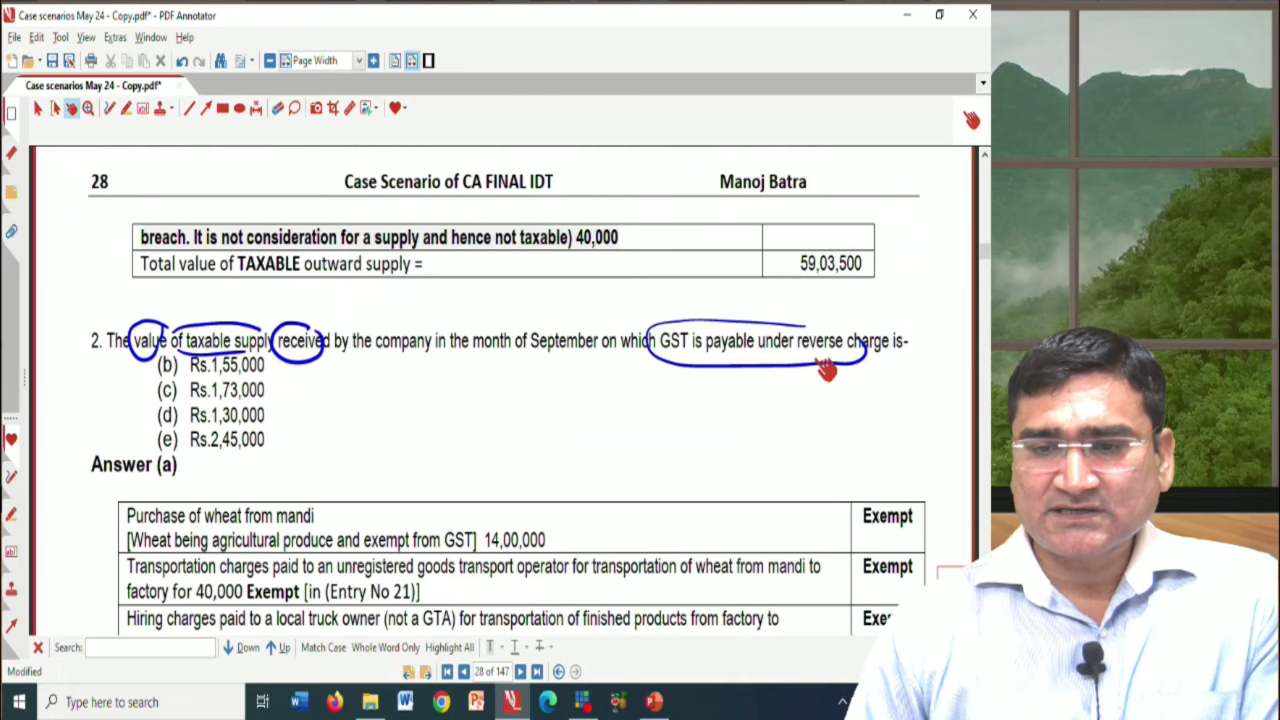 Case scenarios May 24 - Copy.pdf* - PDF Annotator
File Edit Tool View Extras Window Help
Page Width
Case scenarios May 24 - Copy.pdf*
28 Case Scenario of CA FINAL IDT Manoj Batra
breach. It is not consideration for a supply and hence not taxable) 40,000
Total value of TAXABLE outward supply = 59,03,500
2. The value of taxable supply received by the company in the month of September on which GST is payable under reverse charge is-
(b) Rs.1,55,000
(c) Rs.1,73,000
(d) Rs.1,30,000
(e) Rs.2,45,000
Answer (a)
Purchase of wheat from mandi Exempt
[Wheat being agricultural produce and exempt from GST] 14,00,000
Transportation charges paid to an unregistered goods transport operator for transportation of wheat from mandi to Exempt
factory for 40,000 Exempt [in (Entry No 21)]
Hiring charges paid to a local truck owner (not a GTA) for transportation of finished products from factory to
Search: Down Up Match Case Whole Word Only Highlight All
Modified 28 of 147
Type here to search